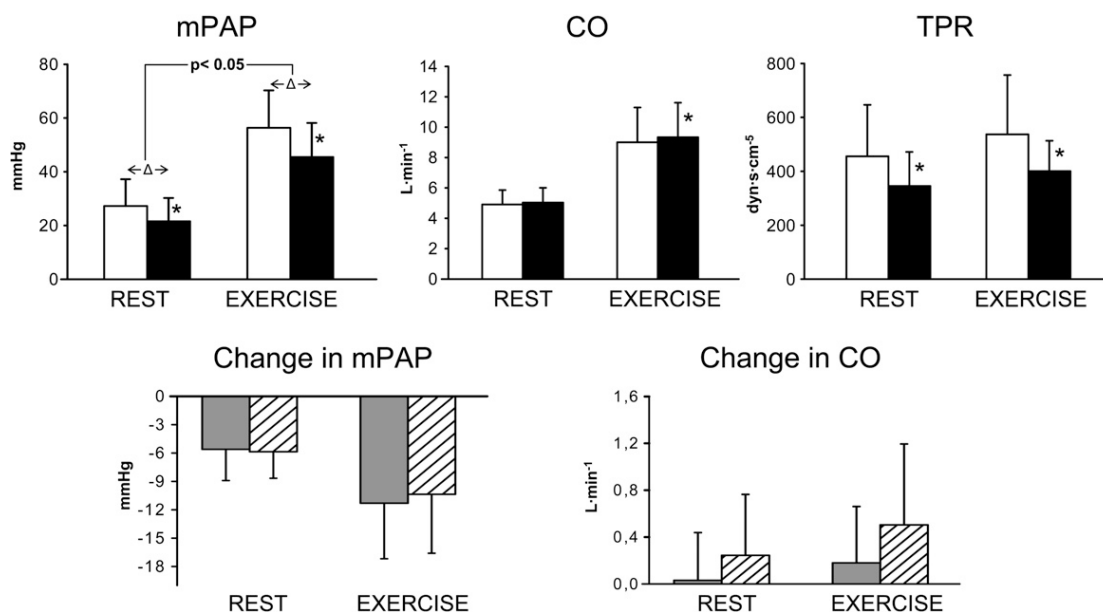 mPAP
80
60
40
20
0
mmHg
p< 0.05
←Δ→
←Δ→
*
*
REST
EXERCISE
CO
14
12
10
8
6
4
2
0
L·min⁻¹
*
REST
EXERCISE
TPR
800
600
400
200
0
dyn·s·cm⁻⁵
*
*
REST
EXERCISE
Change in mPAP
0
-3
-6
-9
-12
-15
-18
mmHg
REST
EXERCISE
Change in CO
1,6
1,2
0,8
0,4
0,0
L·min⁻¹
REST
EXERCISE